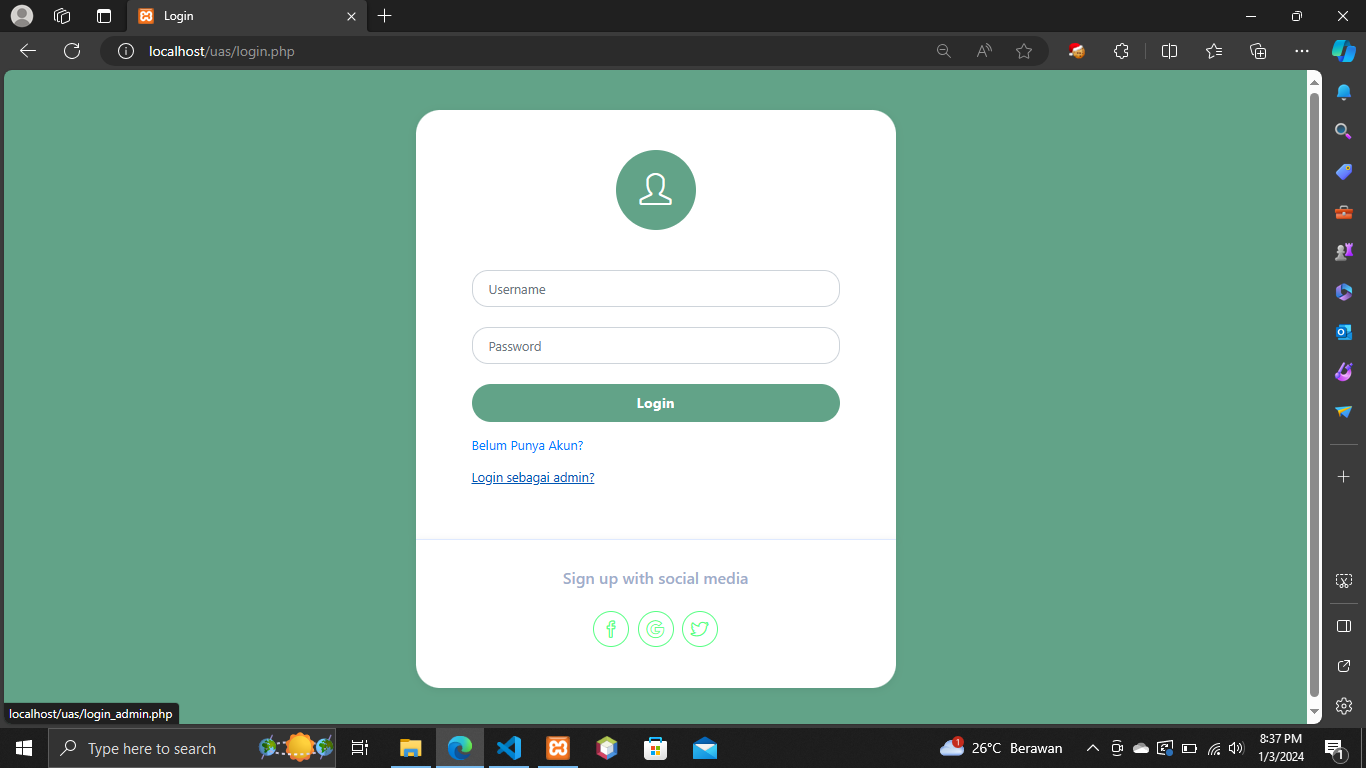 Login
localhost/uas/login.php
Username
Password
Login
Belum Punya Akun?
Login sebagai admin?
Sign up with social media
localhost/uas/login_admin.php
Type here to search
1
26°C Berawan
8:37 PM
1/3/2024
1